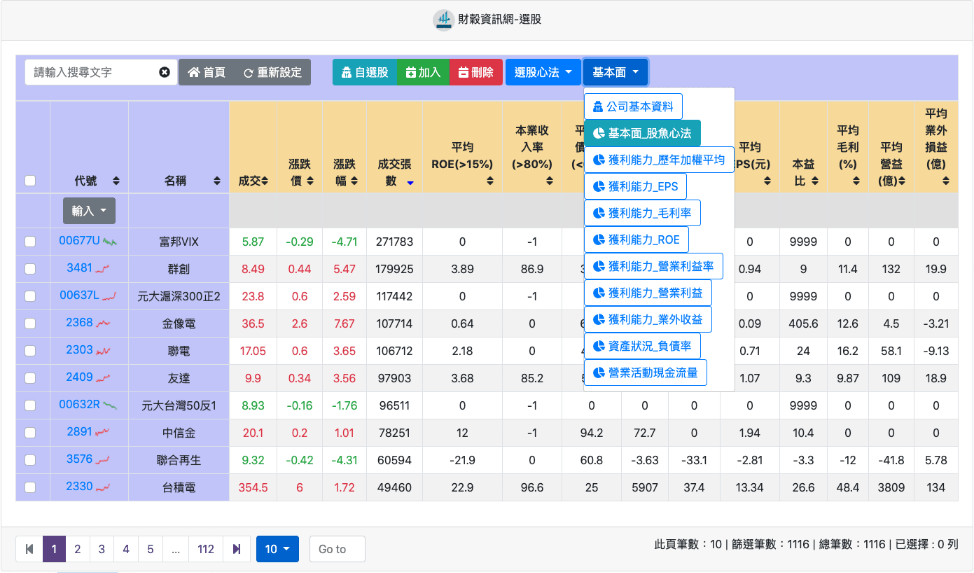 財報資訊網-選股
請輸入搜尋文字 首頁 重新設定 自選股 加入 刪除 選股心法 基本面
公司基本資料
基本面_股魚心法
獲利能力_歷年加權平均
獲利能力_EPS
獲利能力_毛利率
獲利能力_ROE
獲利能力_營業利益率
獲利能力_營業利益
獲利能力_業外收益
資產狀況_負債率
營業活動現金流量
代號 名稱 成交 漲跌價 漲跌幅 成交張數 平均ROE(>15%) 本業收入率(>80%) 本益比 平均毛利(%) 平均營益(億) 平均業外損益(億)
輸入
00677U 富邦VIX 5.87 -0.29 -4.71 271783 0 -1 0 9999 0 0 0
3481 群創 8.49 0.44 5.47 179925 3.89 86.9 0.94 9 11.4 132 19.9
00637L 元大滬深300正2 23.8 0.6 2.59 117442 0 -1 0 9999 0 0 0
2368 金像電 36.5 2.6 7.67 107714 0.64 0 0.09 405.6 12.6 4.5 -3.21
2303 聯電 17.05 0.6 3.65 106712 2.18 0 0.71 24 16.2 58.1 -9.13
2409 友達 9.9 0.34 3.56 97903 3.68 85.2 1.07 9.3 9.87 109 18.9
00632R 元大台灣50反1 8.93 -0.16 -1.76 96511 0 -1 0 0 0 0 9999 0 0 0
2891 中信金 20.1 0.2 1.01 78251 12 -1 94.2 72.7 0 1.94 10.4 0 0 0
3576 聯合再生 9.32 -0.42 -4.31 60594 -21.9 0 60.8 -3.63 -33.1 -2.81 -3.3 -12 -41.8 5.78
2330 台積電 354.5 6 1.72 49460 22.9 96.6 25 5907 37.4 13.34 26.6 48.4 3809 134
1 2 3 4 5 ... 112 10 Go to
此頁筆數：10 | 篩選筆數：1116 | 總筆數：1116 | 已選擇：0 列